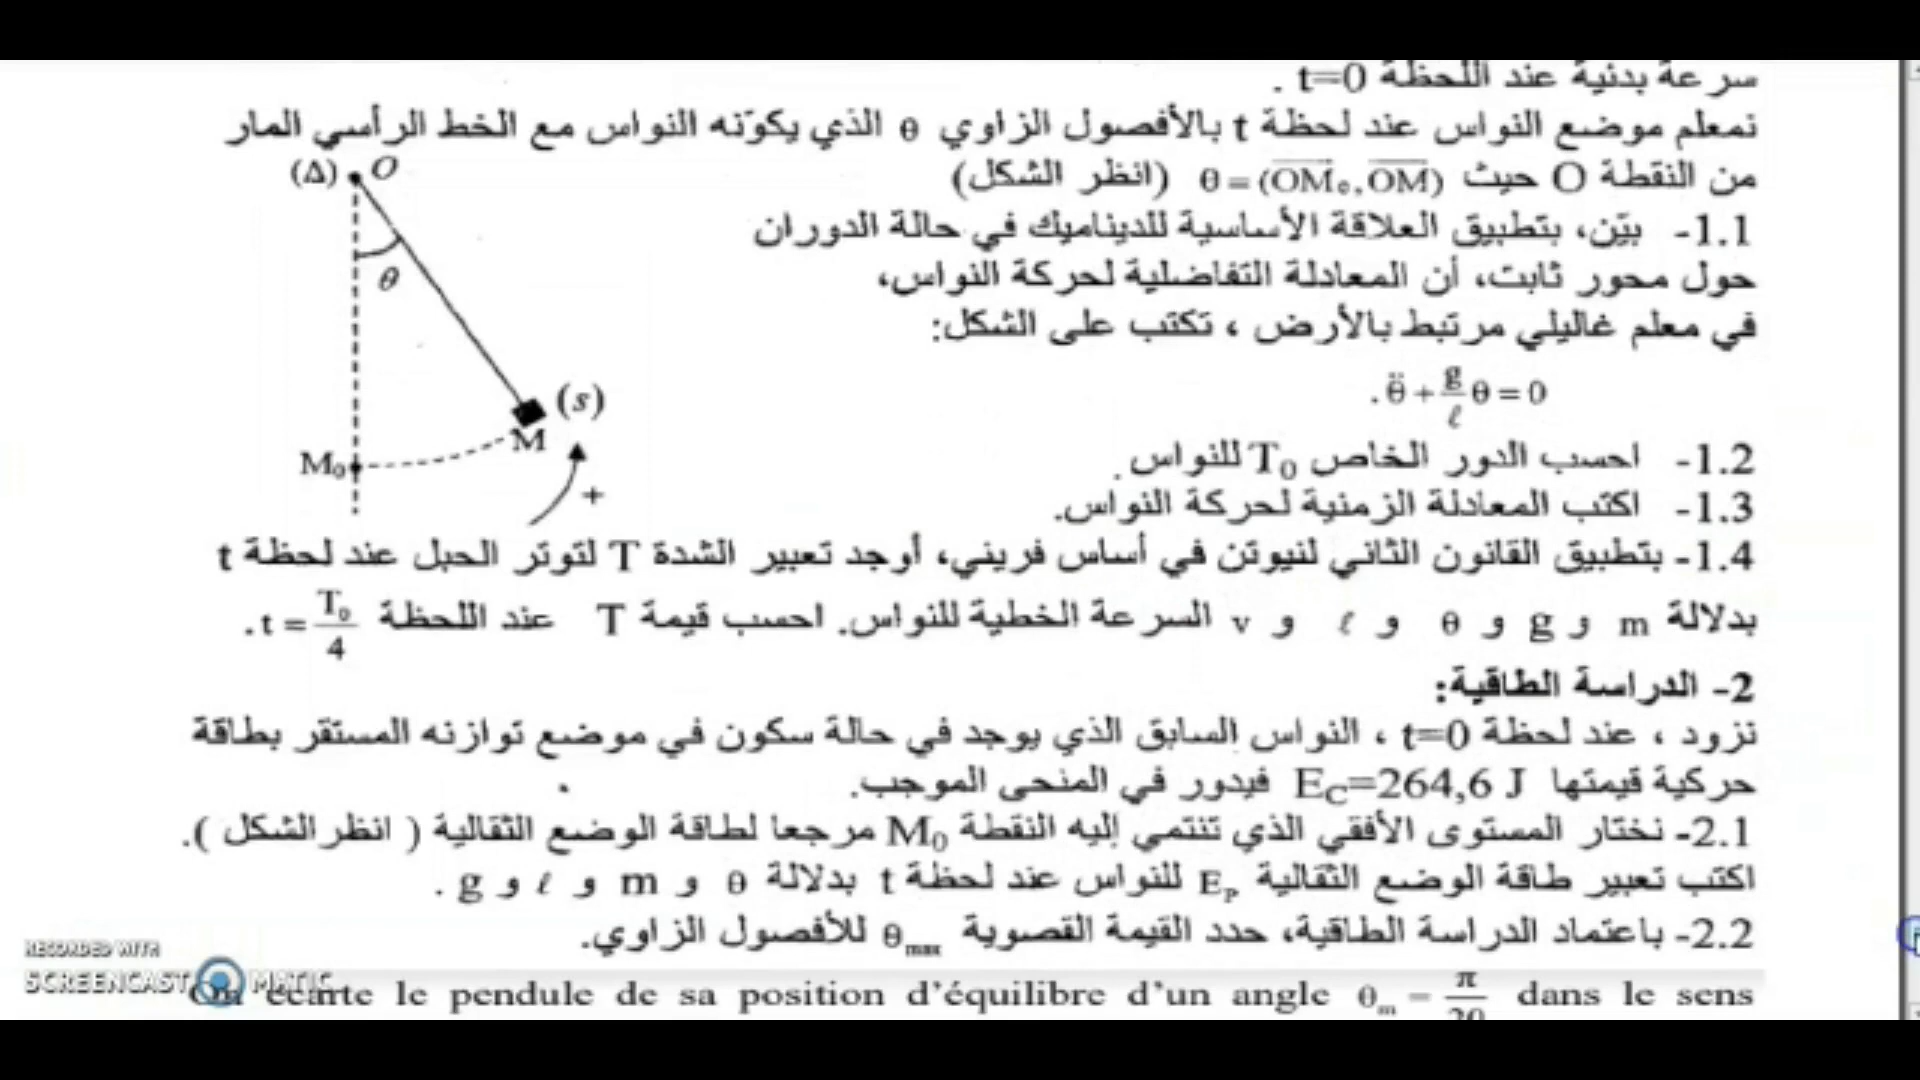 سرعة بدئية عند اللحظة t=0 .
نمعلم موضع النواس عند لحظة t بالأفصول الزاوي θ الذي يكوّنه النواس مع الخط الرأسي المار
من النقطة O حيث θ=(OM₀,OM) (انظر الشكل)
1.1- بيّن، بتطبيق العلاقة الأساسية للديناميك في حالة الدوران
حول محور ثابت، أن المعادلة التفاضلية لحركة النواس،
في معلم غاليلي مرتبط بالأرض ، تكتب على الشكل:
θ̈ + g/ℓ θ = 0 .
1.2- احسب الدور الخاص T₀ للنواس.
1.3- اكتب المعادلة الزمنية لحركة النواس.
1.4- بتطبيق القانون الثاني لنيوتن في أساس فريني، أوجد تعبير الشدة T لتوتر الحبل عند لحظة t
بدلالة m و g و θ و ℓ و v السرعة الخطية للنواس. احسب قيمة T عند اللحظة t = T₀/4 .
2- الدراسة الطاقية:
نزود ، عند لحظة t=0 ، النواس السابق الذي يوجد في حالة سكون في موضع توازنه المستقر بطاقة
حركية قيمتها E_C=264,6 J فيدور في المنحى الموجب.
2.1- نختار المستوى الأفقي الذي تنتمي إليه النقطة M₀ مرجعا لطاقة الوضع الثقالية ( انظر الشكل ).
اكتب تعبير طاقة الوضع الثقالية E_P للنواس عند لحظة t بدلالة θ و m و ℓ و g .
2.2- باعتماد الدراسة الطاقية، حدد القيمة القصوية θ_max للأفصول الزاوي.
(Δ) O
θ
(s)
M
M₀
+
RECORDED WITH
SCREENCAST MATIC
On écarte le pendule de sa position d'équilibre d'un angle θ_m = π/20 dans le sens